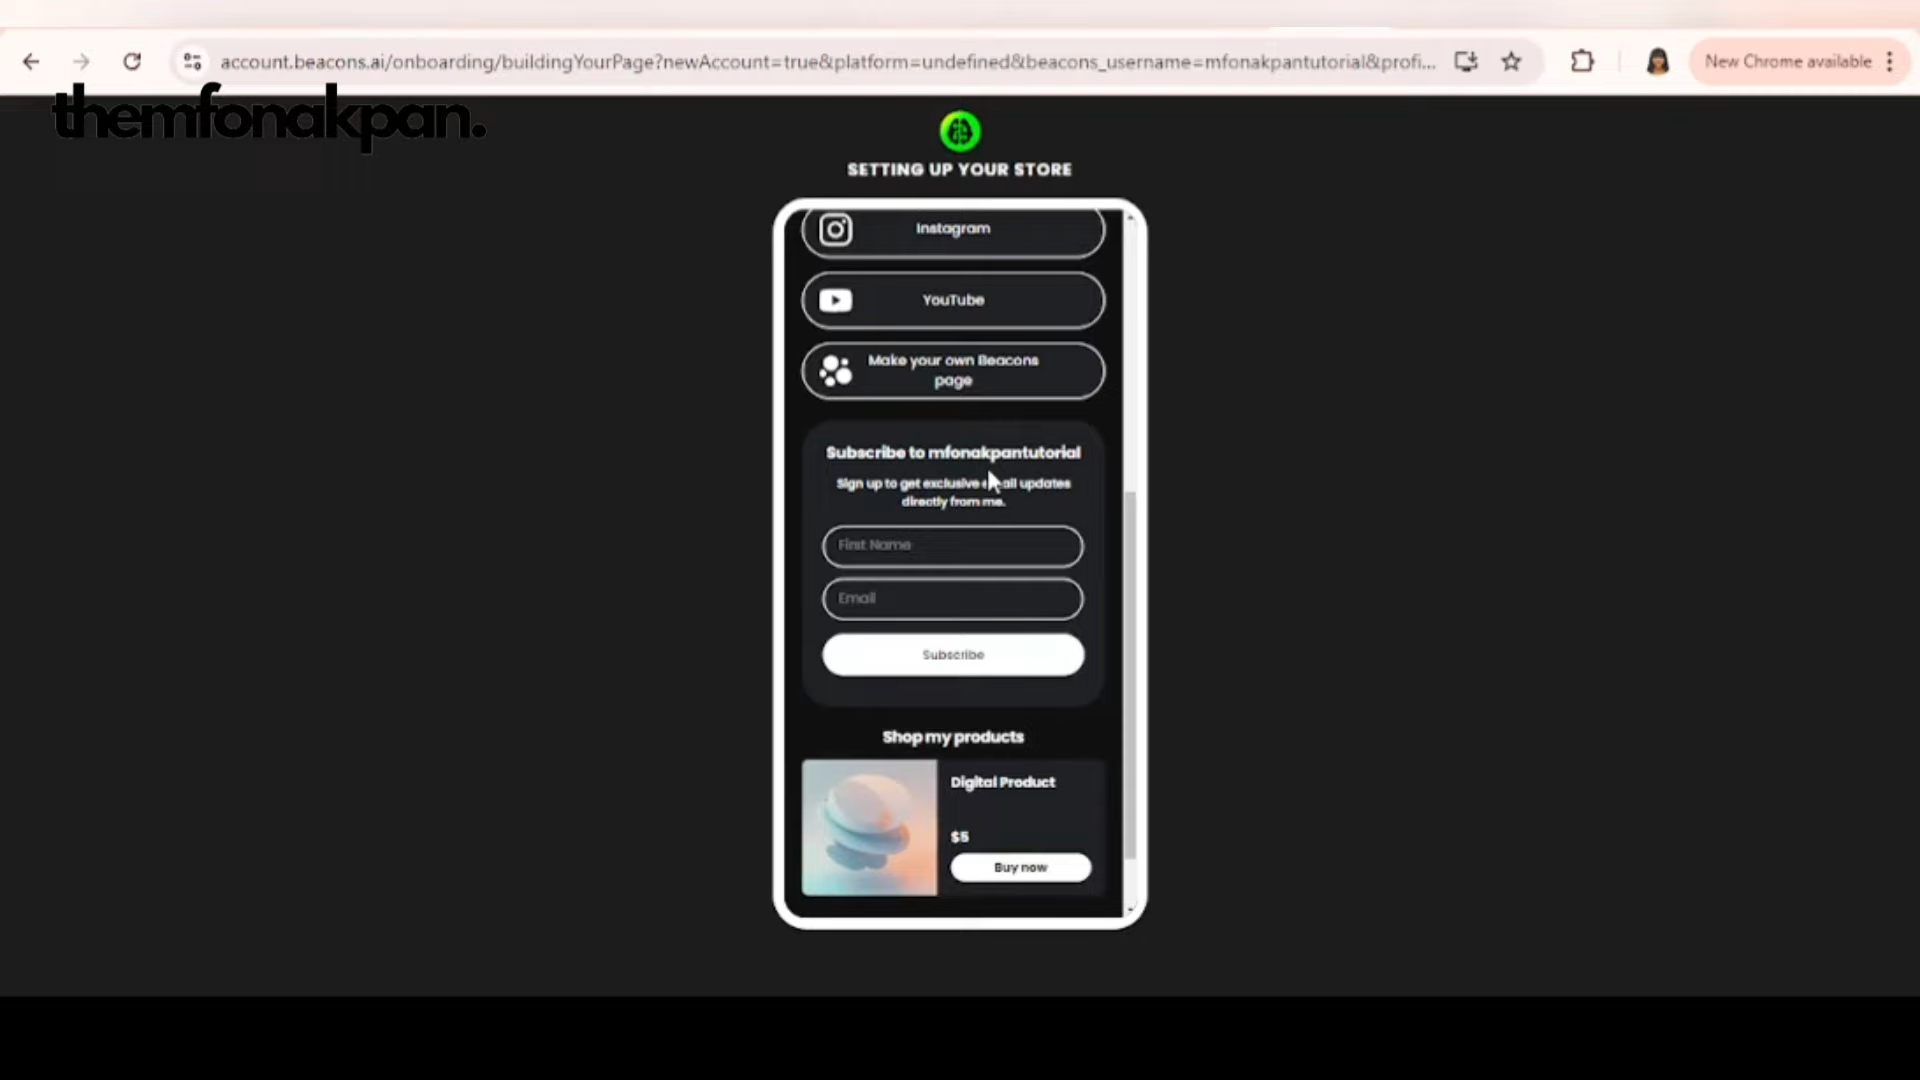 account.beacons.ai/onboarding/buildingYourPage?newAccount=true&platform=undefined&beacons_username=mfonakpantutorial&profi...
New Chrome available
themfonakpan.
SETTING UP YOUR STORE
Instagram
YouTube
Make your own Beacons
page
Subscribe to mfonakpantutorial
Sign up to get exclusive email updates
directly from me.
First Name
Email
Subscribe
Shop my products
Digital Product
$5
Buy now